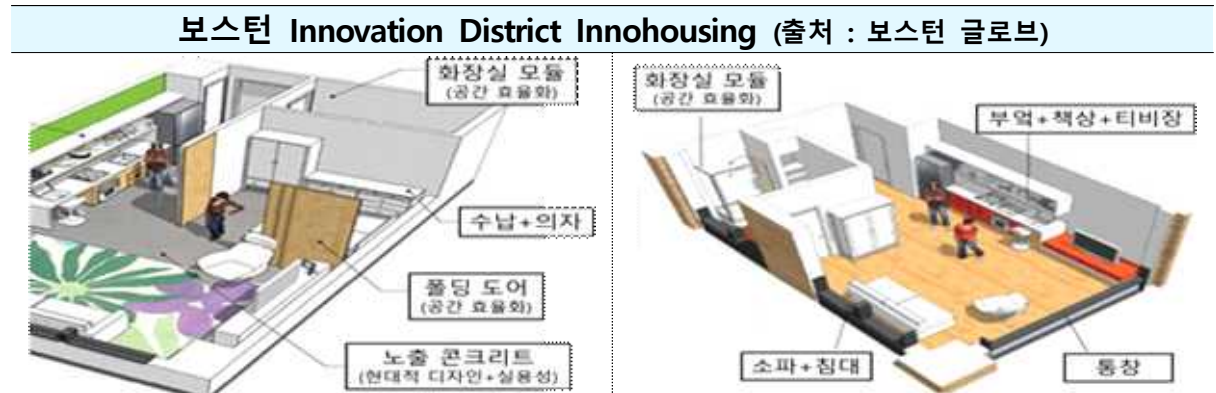 보스턴 Innovation District Innohousing (출처 : 보스턴 글로브)
화장실 모듈
(공간 효율화)
수납+의자
폴딩 도어
(공간 효율화)
노출 콘크리트
(현대적 디자인+실용성)
화장실 모듈
(공간 효율화)
부엌+책상+티비장
소파+침대
통창